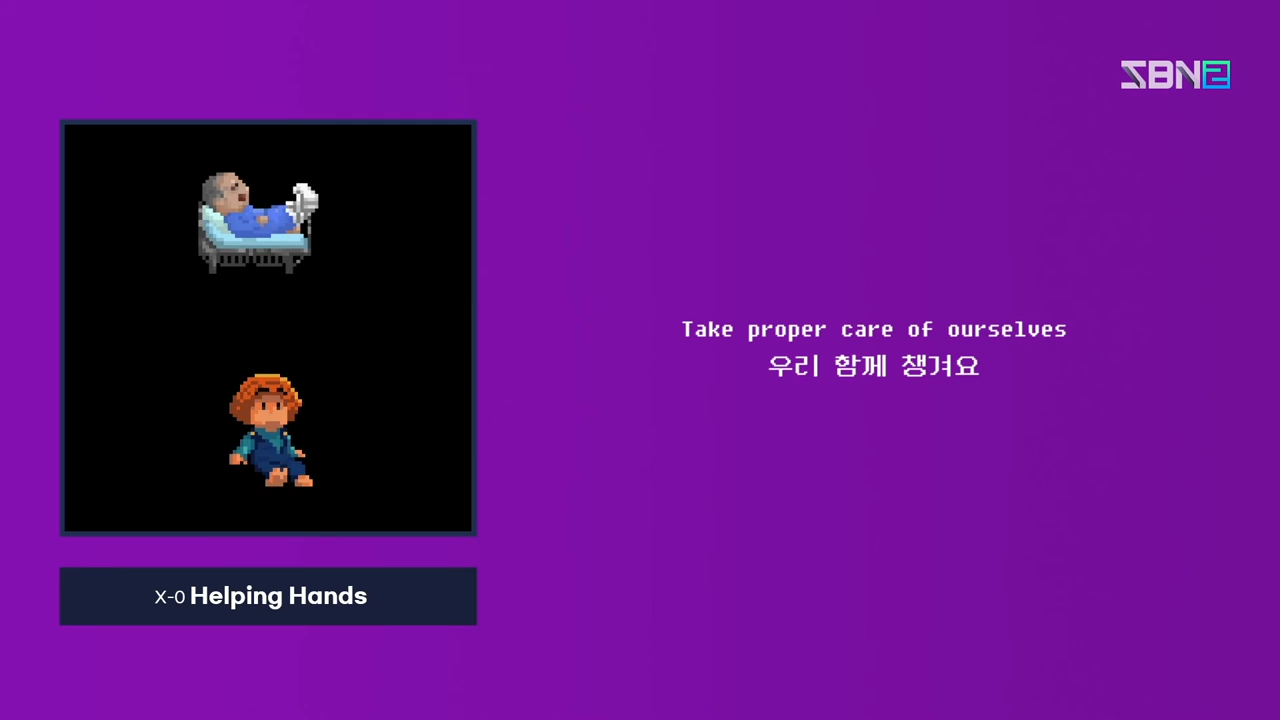 SBN2
Take proper care of ourselves
우리 함께 챙겨요
X-0 Helping Hands